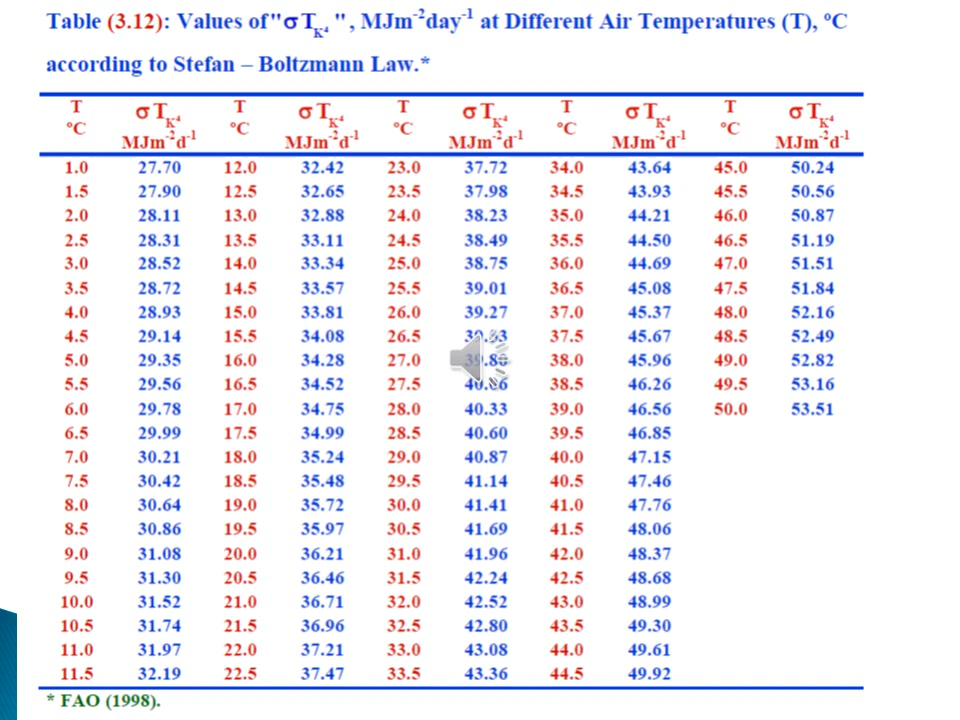 Table (3.12): Values of"σT_K⁴ ", MJm⁻²day⁻¹ at Different Air Temperatures (T), ºC
according to Stefan – Boltzmann Law.*
T σT_K⁴ T σT_K⁴ T σT_K⁴ T σT_K⁴ T σT_K⁴
ºC MJm⁻²d⁻¹ ºC MJm⁻²d⁻¹ ºC MJm⁻²d⁻¹ ºC MJm⁻²d⁻¹ ºC MJm⁻²d⁻¹
1.0 27.70 12.0 32.42 23.0 37.72 34.0 43.64 45.0 50.24
1.5 27.90 12.5 32.65 23.5 37.98 34.5 43.93 45.5 50.56
2.0 28.11 13.0 32.88 24.0 38.23 35.0 44.21 46.0 50.87
2.5 28.31 13.5 33.11 24.5 38.49 35.5 44.50 46.5 51.19
3.0 28.52 14.0 33.34 25.0 38.75 36.0 44.69 47.0 51.51
3.5 28.72 14.5 33.57 25.5 39.01 36.5 45.08 47.5 51.84
4.0 28.93 15.0 33.81 26.0 39.27 37.0 45.37 48.0 52.16
4.5 29.14 15.5 34.08 26.5 37.5 45.67 48.5 52.49
5.0 29.35 16.0 34.28 27.0 38.0 45.96 49.0 52.82
5.5 29.56 16.5 34.52 27.5 38.5 46.26 49.5 53.16
6.0 29.78 17.0 34.75 28.0 40.33 39.0 46.56 50.0 53.51
6.5 29.99 17.5 34.99 28.5 40.60 39.5 46.85
7.0 30.21 18.0 35.24 29.0 40.87 40.0 47.15
7.5 30.42 18.5 35.48 29.5 41.14 40.5 47.46
8.0 30.64 19.0 35.72 30.0 41.41 41.0 47.76
8.5 30.86 19.5 35.97 30.5 41.69 41.5 48.06
9.0 31.08 20.0 36.21 31.0 41.96 42.0 48.37
9.5 31.30 20.5 36.46 31.5 42.24 42.5 48.68
10.0 31.52 21.0 36.71 32.0 42.52 43.0 48.99
10.5 31.74 21.5 36.96 32.5 42.80 43.5 49.30
11.0 31.97 22.0 37.21 33.0 43.08 44.0 49.61
11.5 32.19 22.5 37.47 33.5 43.36 44.5 49.92
* FAO (1998).